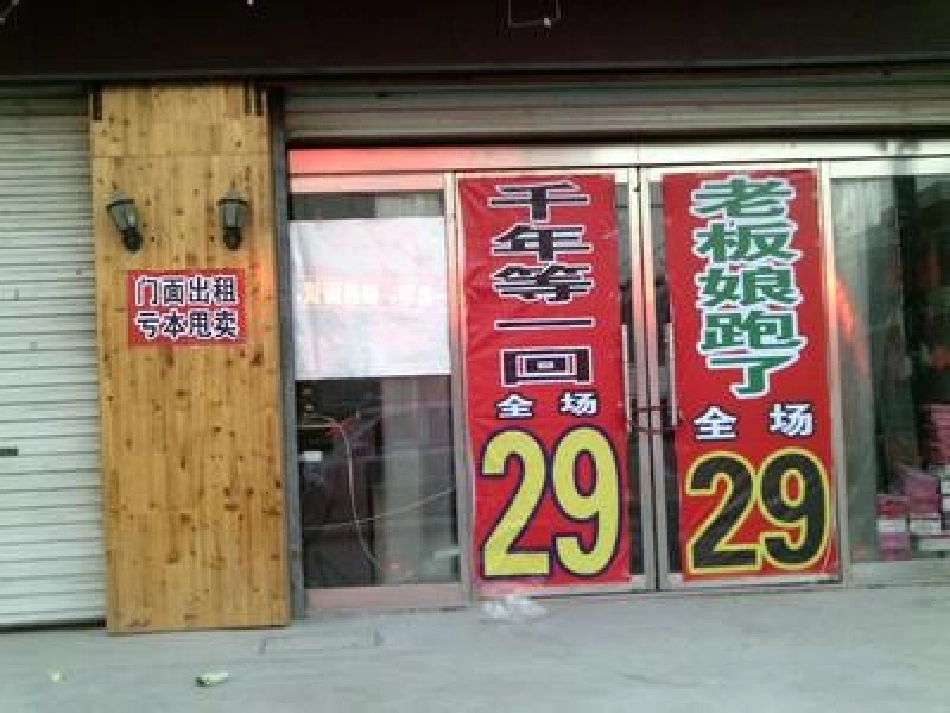 门面出租
亏本甩卖
千年等一回
全场
29
老板娘跑了
全场
29